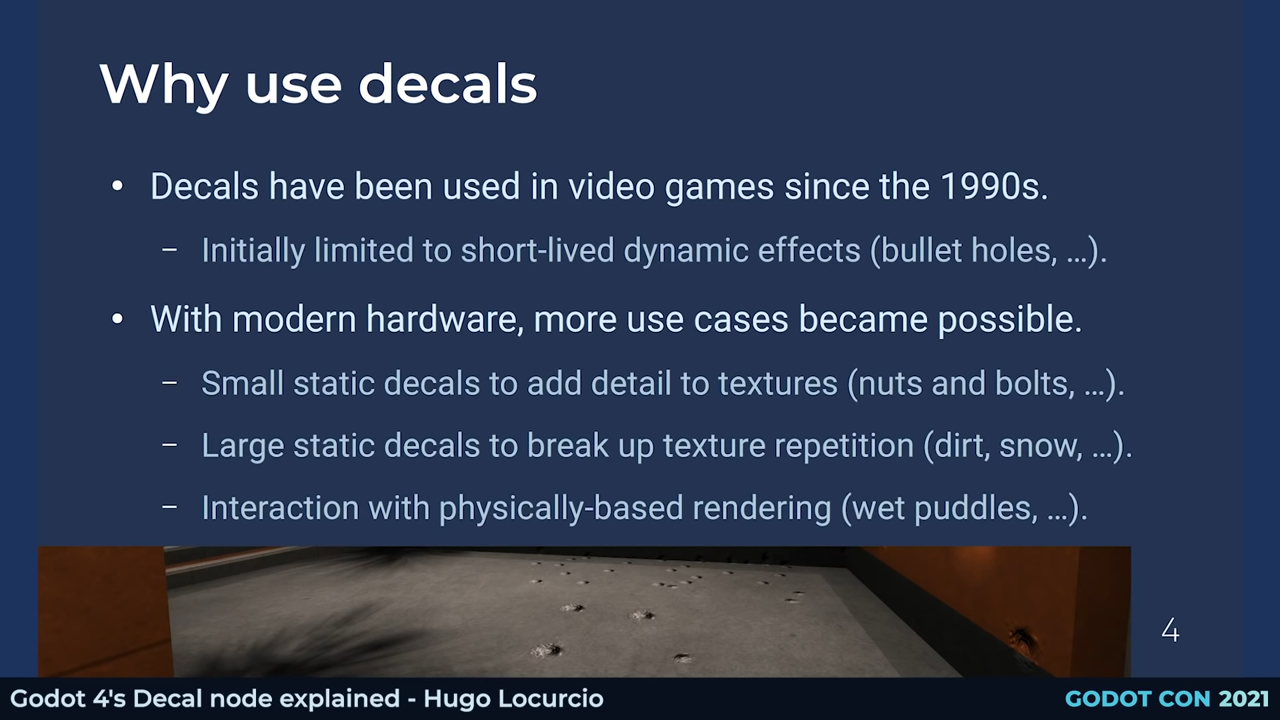 Why use decals
• Decals have been used in video games since the 1990s.
– Initially limited to short-lived dynamic effects (bullet holes, …).
• With modern hardware, more use cases became possible.
– Small static decals to add detail to textures (nuts and bolts, …).
– Large static decals to break up texture repetition (dirt, snow, …).
– Interaction with physically-based rendering (wet puddles, …).
4
Godot 4's Decal node explained - Hugo Locurcio
GODOT CON 2021